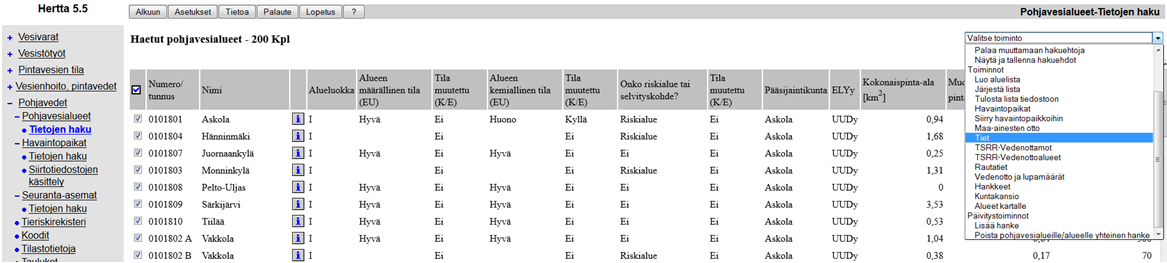 Hertta 5.5
Alkuun Asetukset Tietoa Palaute Lopetus ?
Pohjavesialueet-Tietojen haku
+ Vesivarat
+ Vesistötyöt
+ Pintavesien tila
+ Vesienhoito, pintavedet
– Pohjavedet
– Pohjavesialueet
Tietojen haku
– Havaintopaikat
Tietojen haku
Siirtotiedostojen
käsittely
– Seuranta-asemat
Tietojen haku
Tieriskirekisteri
Koodit
Tilastotietoja
Taulukot
Haetut pohjavesialueet - 200 Kpl
Valitse toiminto
Palaa muuttamaan hakuehtoja
Näytä ja tallenna hakuehdot
Toiminnot
Luo aluelista
Järjestä lista
Tulosta lista tiedostoon
Havaintopaikat
Siirry havaintopaikkoihin
Maa-ainesten otto
Tiet
TSRR-Vedenottamot
TSRR-Vedenottoalueet
Rautatiet
Vedenotto ja lupamäärät
Hankkeet
Kuntakansio
Alueet kartalle
Päivitystoiminnot
Lisää hanke
Poista pohjavesialueille/alueelle yhteinen hanke
Numero/ tunnus Nimi Alueluokka Alueen määrällinen tila (EU) Tila muutettu (K/E) Alueen kemiallinen tila (EU) Tila muutettu (K/E) Onko riskialue tai selvityskohde? Tila muutettu (K/E) Pääsijaintikunta ELYy Kokonaispinta-ala [km²]
0101801 Askola i I Hyvä Ei Huono Kyllä Riskialue Ei Askola UUDy 0,94
0101804 Hänninmäki i I Ei Ei Riskialue Ei Askola UUDy 1,68
0101807 Juornaankylä i I Hyvä Ei Hyvä Ei Ei Ei Askola UUDy 0,25
0101803 Monninkylä i I Ei Ei Riskialue Ei Askola UUDy 1,31
0101808 Pelto-Uljas i I Hyvä Ei Hyvä Ei Ei Ei Askola UUDy 0
0101809 Särkijärvi i I Hyvä Ei Hyvä Ei Ei Ei Askola UUDy 3,53
0101810 Tiilää i I Hyvä Ei Hyvä Ei Ei Ei Askola UUDy 0,53
0101802 A Vakkola i I Hyvä Ei Hyvä Ei Ei Ei Askola UUDy 1,04
0101802 B Vakkola i I Ei Ei Riskialue Ei Askola UUDy 0,38 0,17 70